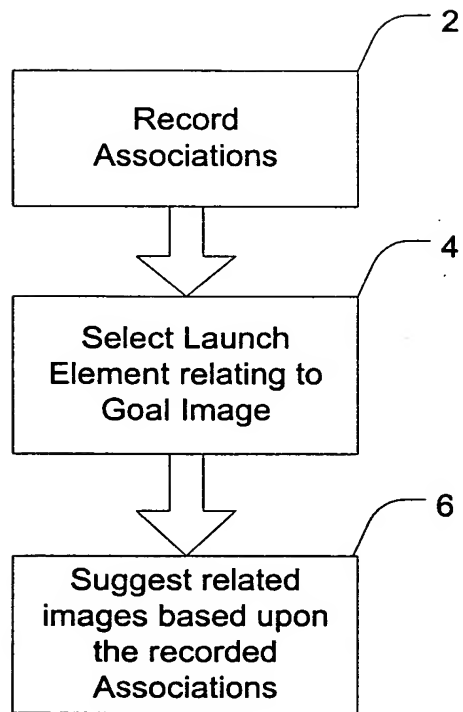 2
Record
Associations
4
Select Launch
Element relating to
Goal Image
6
Suggest related
images based upon
the recorded
Associations